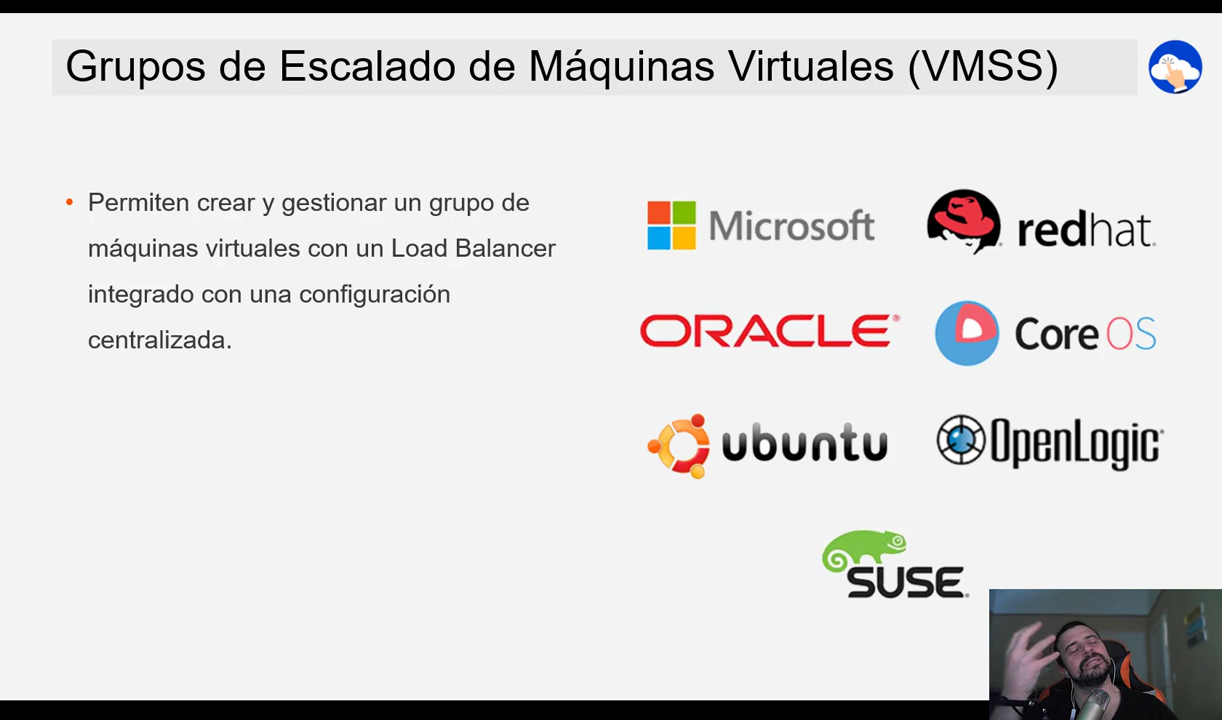 Grupos de Escalado de Máquinas Virtuales (VMSS)
• Permiten crear y gestionar un grupo de
máquinas virtuales con un Load Balancer
integrado con una configuración
centralizada.
Microsoft
redhat.
ORACLE®
CoreOS
ubuntu
OpenLogic
SUSE